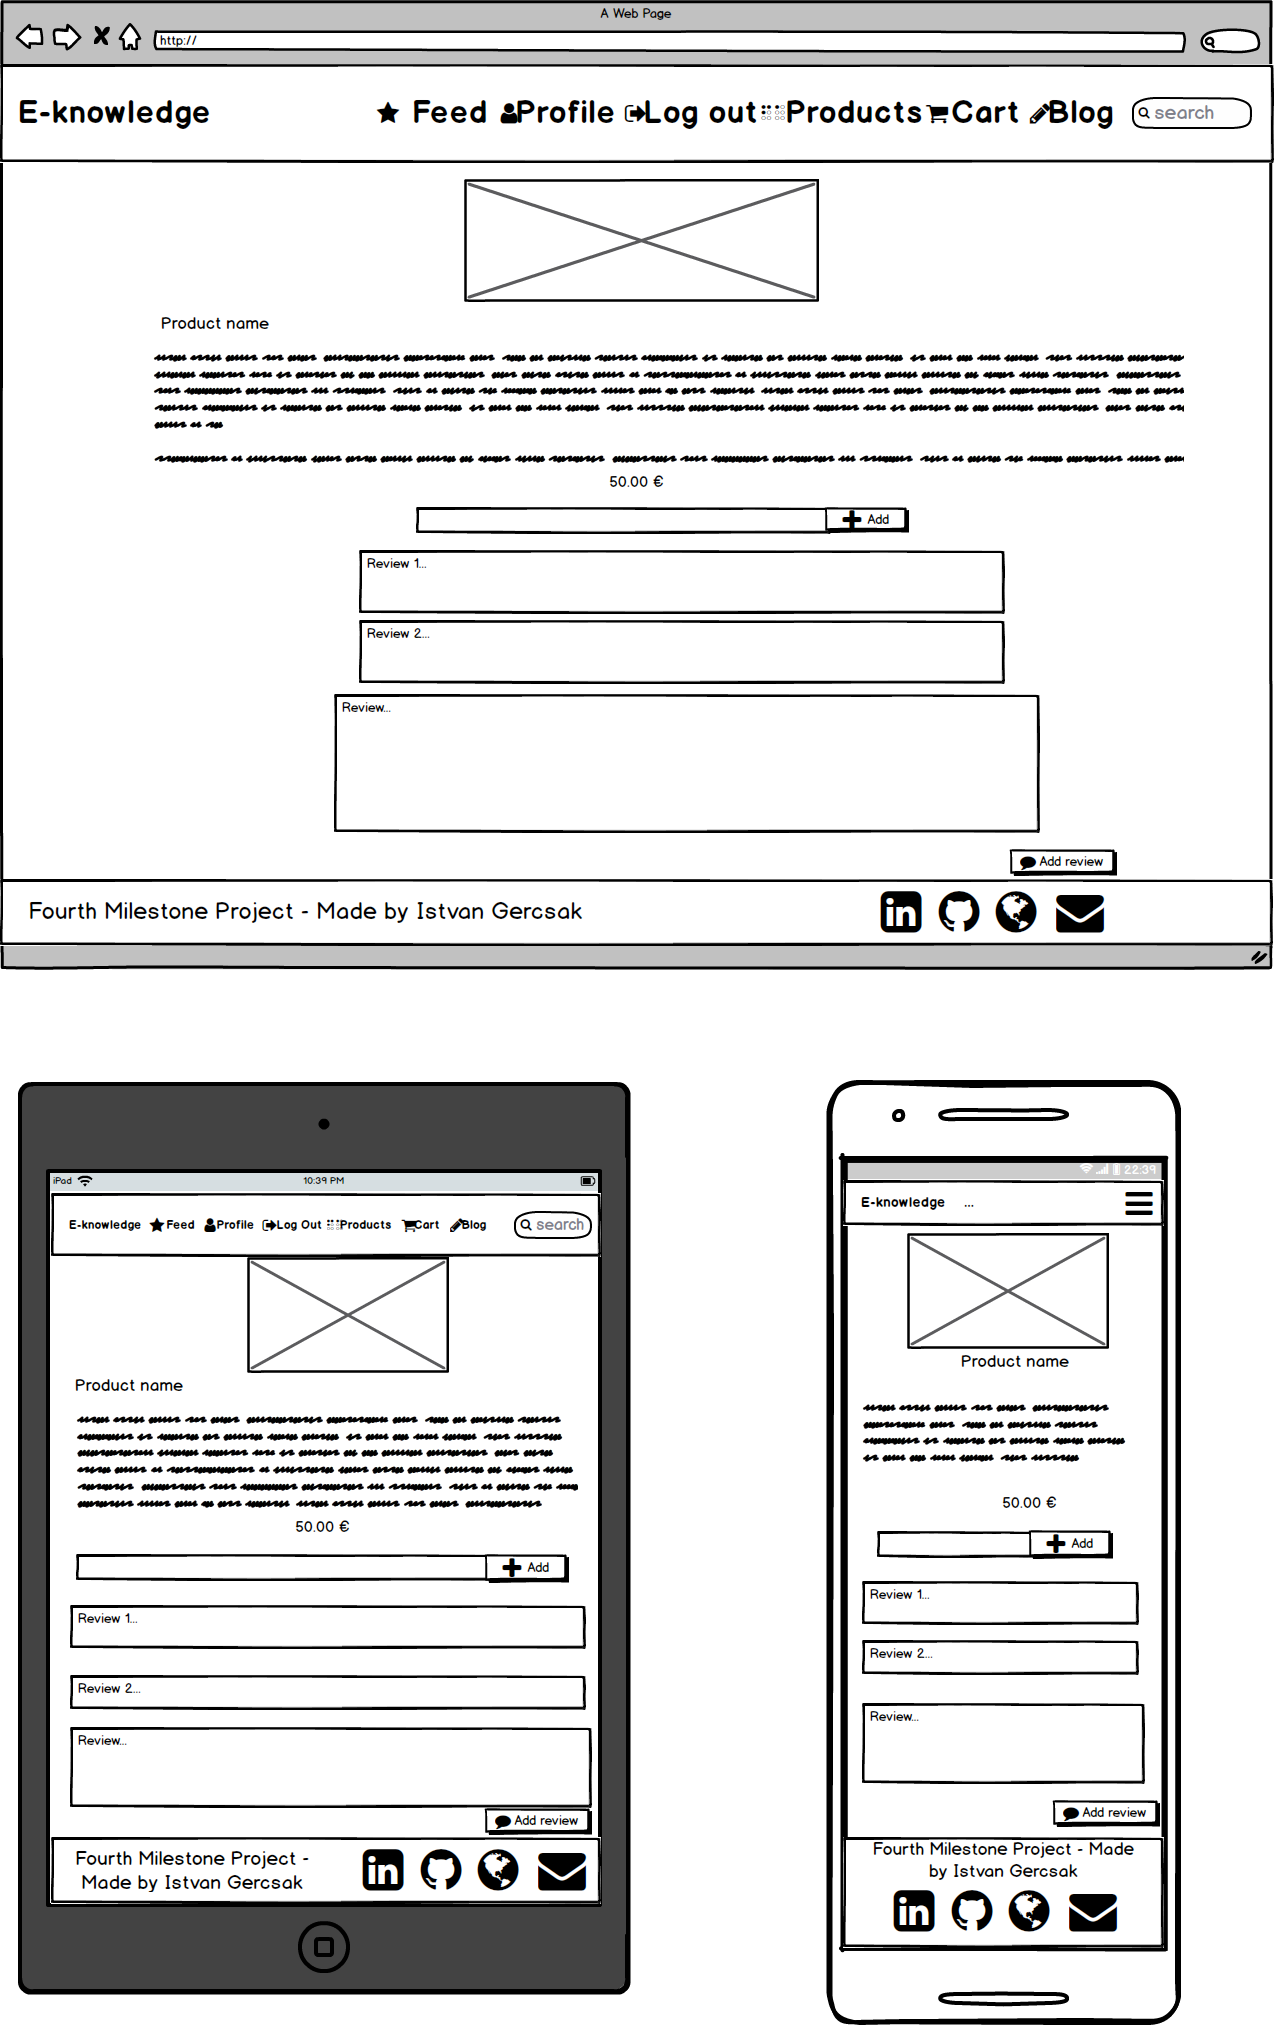 A Web Page
http://
E-knowledge Feed Profile Log out Products Cart Blog search
Product name
50.00 €
Add
Review 1...
Review 2...
Review...
Add review
Fourth Milestone Project - Made by Istvan Gercsak
iPad 10:39 PM
E-knowledge Feed Profile Log Out Products Cart Blog search
Product name
50.00 €
Add
Review 1...
Review 2...
Review...
Add review
Fourth Milestone Project -
Made by Istvan Gercsak
22:39
E-knowledge ...
Product name
50.00 €
Add
Review 1...
Review 2...
Review...
Add review
Fourth Milestone Project - Made
by Istvan Gercsak